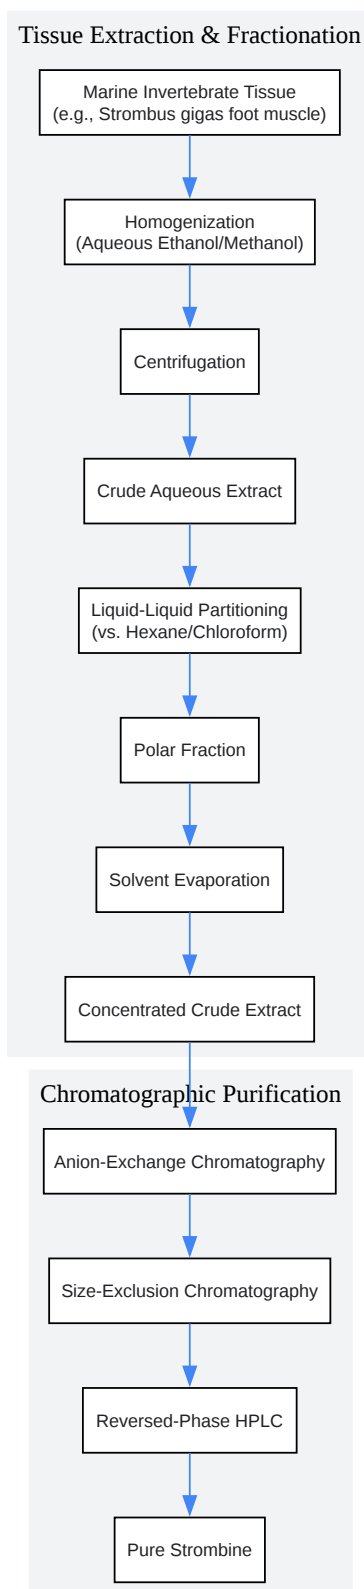 Tissue Extraction & Fractionation
Marine Invertebrate Tissue
(e.g., Strombus gigas foot muscle)
Homogenization
(Aqueous Ethanol/Methanol)
Centrifugation
Crude Aqueous Extract
Liquid-Liquid Partitioning
(vs. Hexane/Chloroform)
Polar Fraction
Solvent Evaporation
Concentrated Crude Extract
Chromatographic Purification
Anion-Exchange Chromatography
Size-Exclusion Chromatography
Reversed-Phase HPLC
Pure Strombine